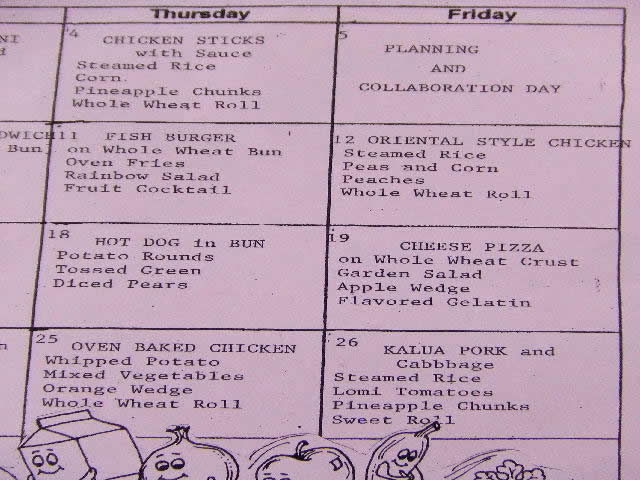 Thursday
Friday
NI
i
4
CHICKEN STICKS
with Sauce
Steamed Rice
Corn
Pineapple Chunks
Whole Wheat Roll
5
PLANNING
AND
COLLABORATION DAY
DWICH
Bun
11 FISH BURGER
on Whole Wheat Bun
Oven Fries
Rainbow Salad
Fruit Cocktail
12 ORIENTAL STYLE CHICKEN
Steamed Rice
Peas and Corn
Peaches
Whole Wheat Roll
18
HOT DOG in BUN
Potato Rounds
Tossed Green
Diced Pears
19
CHEESE PIZZA
on Whole Wheat Crust
Garden Salad
Apple Wedge
Flavored Gelatin
h
25
OVEN BAKED CHICKEN
Whipped Potato
Mixed Vegetables
Orange Wedge
Whole Wheat Roll
26
KALUA PORK and
Cabbbage
Steamed Rice
Lomi Tomatoes
Pineapple Chunks
Sweet Roll